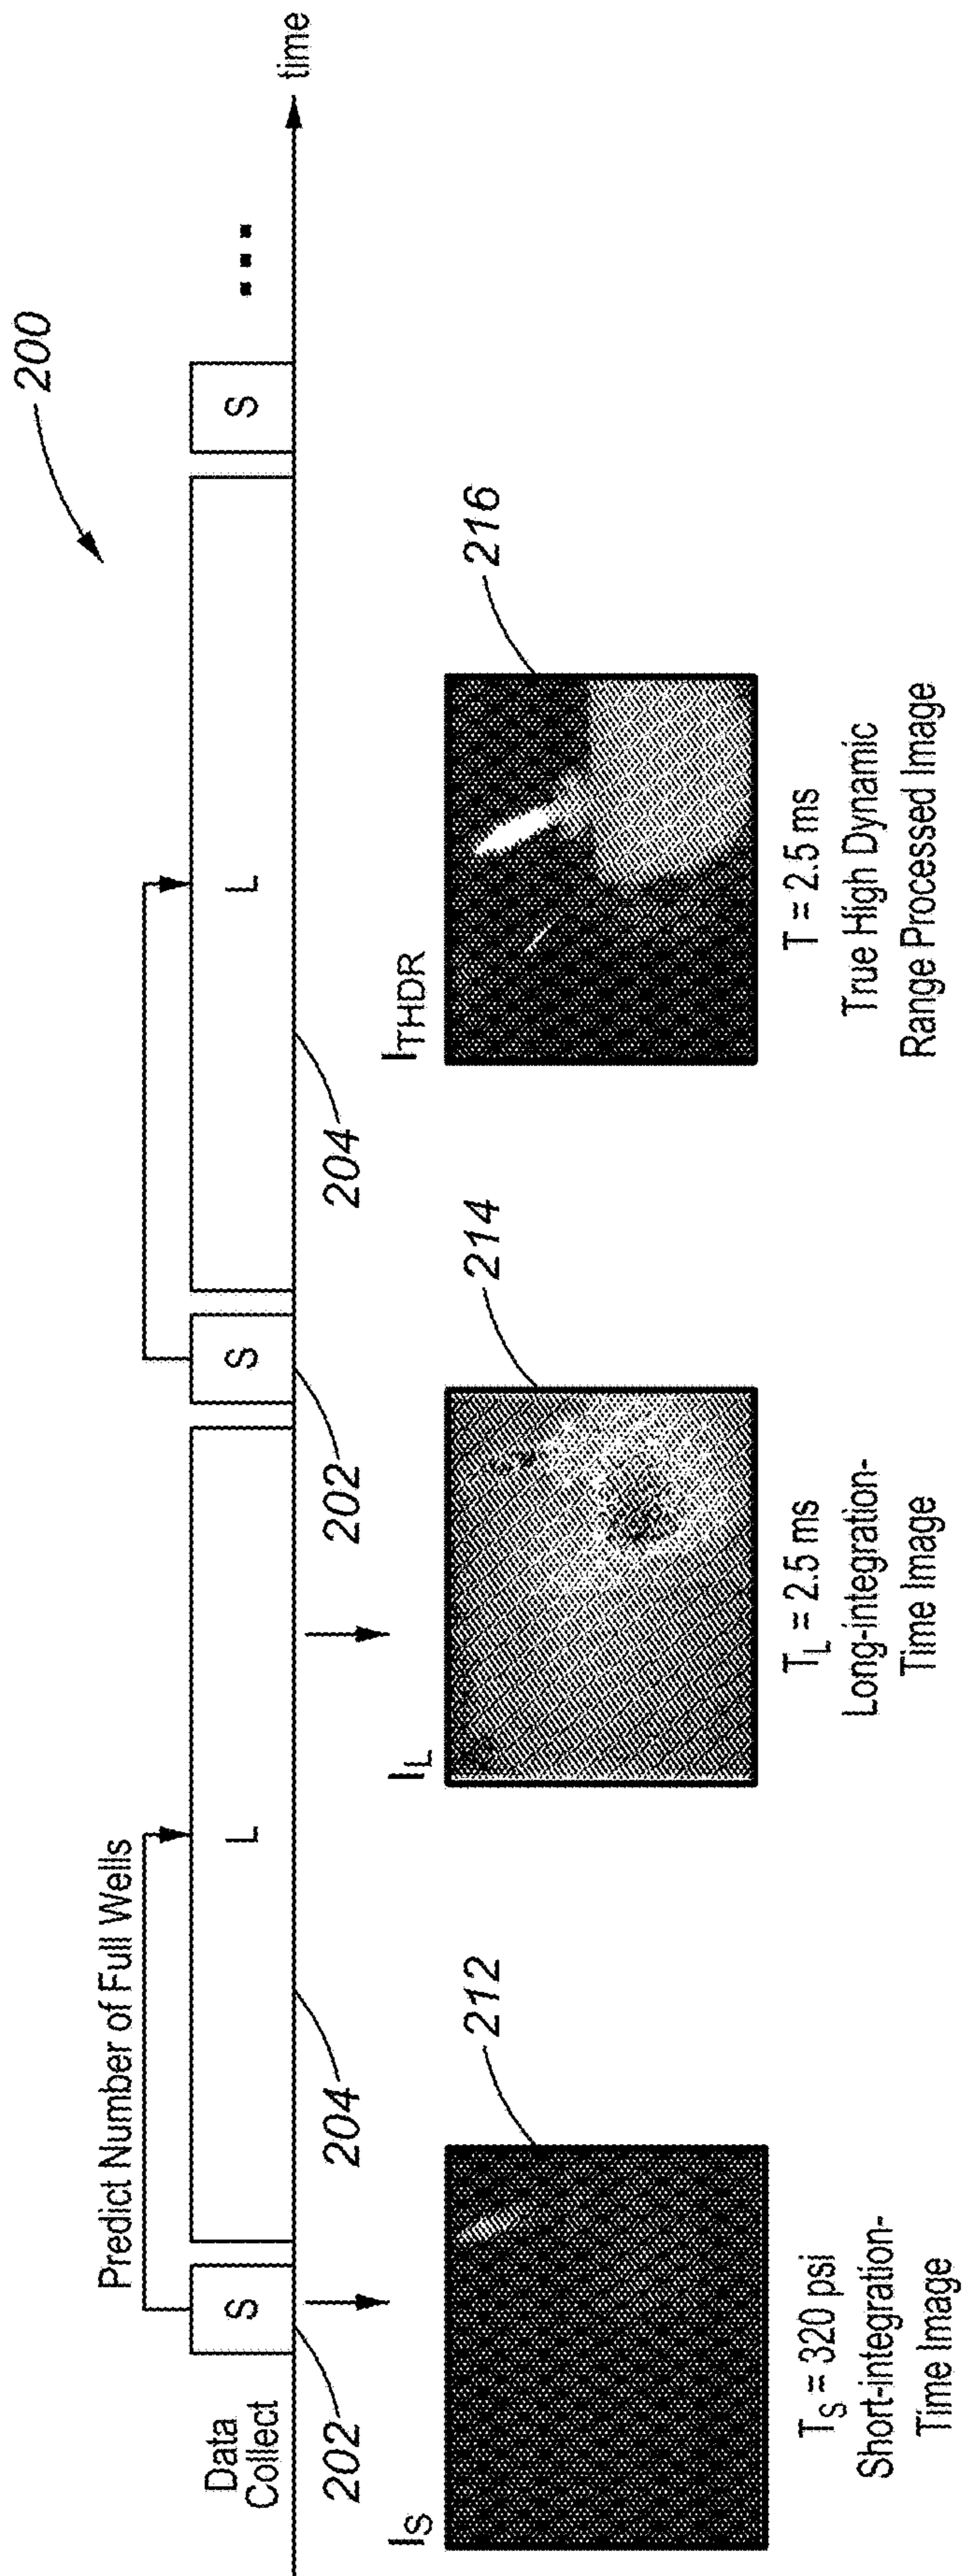 200
Predict Number of Full Wells
Data
Collect
S
L
S
L
S
time
202
204
202
204
I_S
212
I_L
214
I_THDR
216
T_S = 320 psi
Short-integration-
Time Image
T_L = 2.5 ms
Long-integration-
Time Image
T = 2.5 ms
True High Dynamic
Range Processed Image